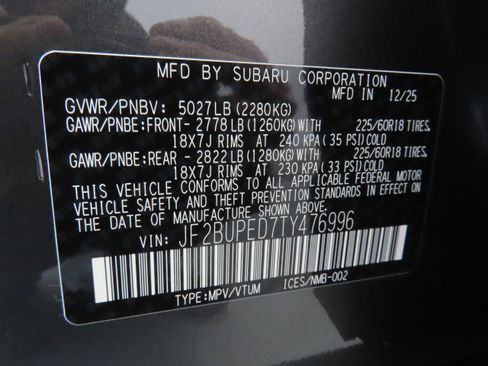 MFD BY SUBARU CORPORATION
MFD IN 12/25
GVWR/PNBV: 5027LB(2280KG)
GAWR/PNBE:FRONT- 2778 LB(1260KG)WITH 225/60R18 TIRES,
18X7J RIMS AT 240 KPA( 35 PSI)COLD
GAWR/PNBE:REAR - 2822 LB(1280KG)WITH 225/60R18 TIRES,
18X7J RIMS AT 230 KPA( 33 PSI)COLD
THIS VEHICLE CONFORMS TO ALL APPLICABLE FEDERAL MOTOR
VEHICLE SAFETY AND THEFT PREVENTION STANDARDS IN EFFECT
ON THE DATE OF MANUFACTURE SHOWN ABOVE.
VIN: JF2BUPED7TY476996
TYPE:MPV/VTUM ICES/NMB-002